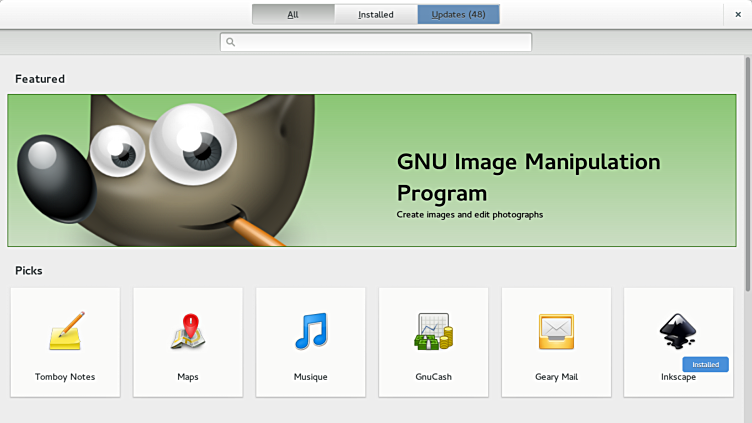 All Installed Updates (48)
Featured
GNU Image Manipulation
Program
Create images and edit photographs
Picks
Installed
Tomboy Notes Maps Musique GnuCash Geary Mail Inkscape